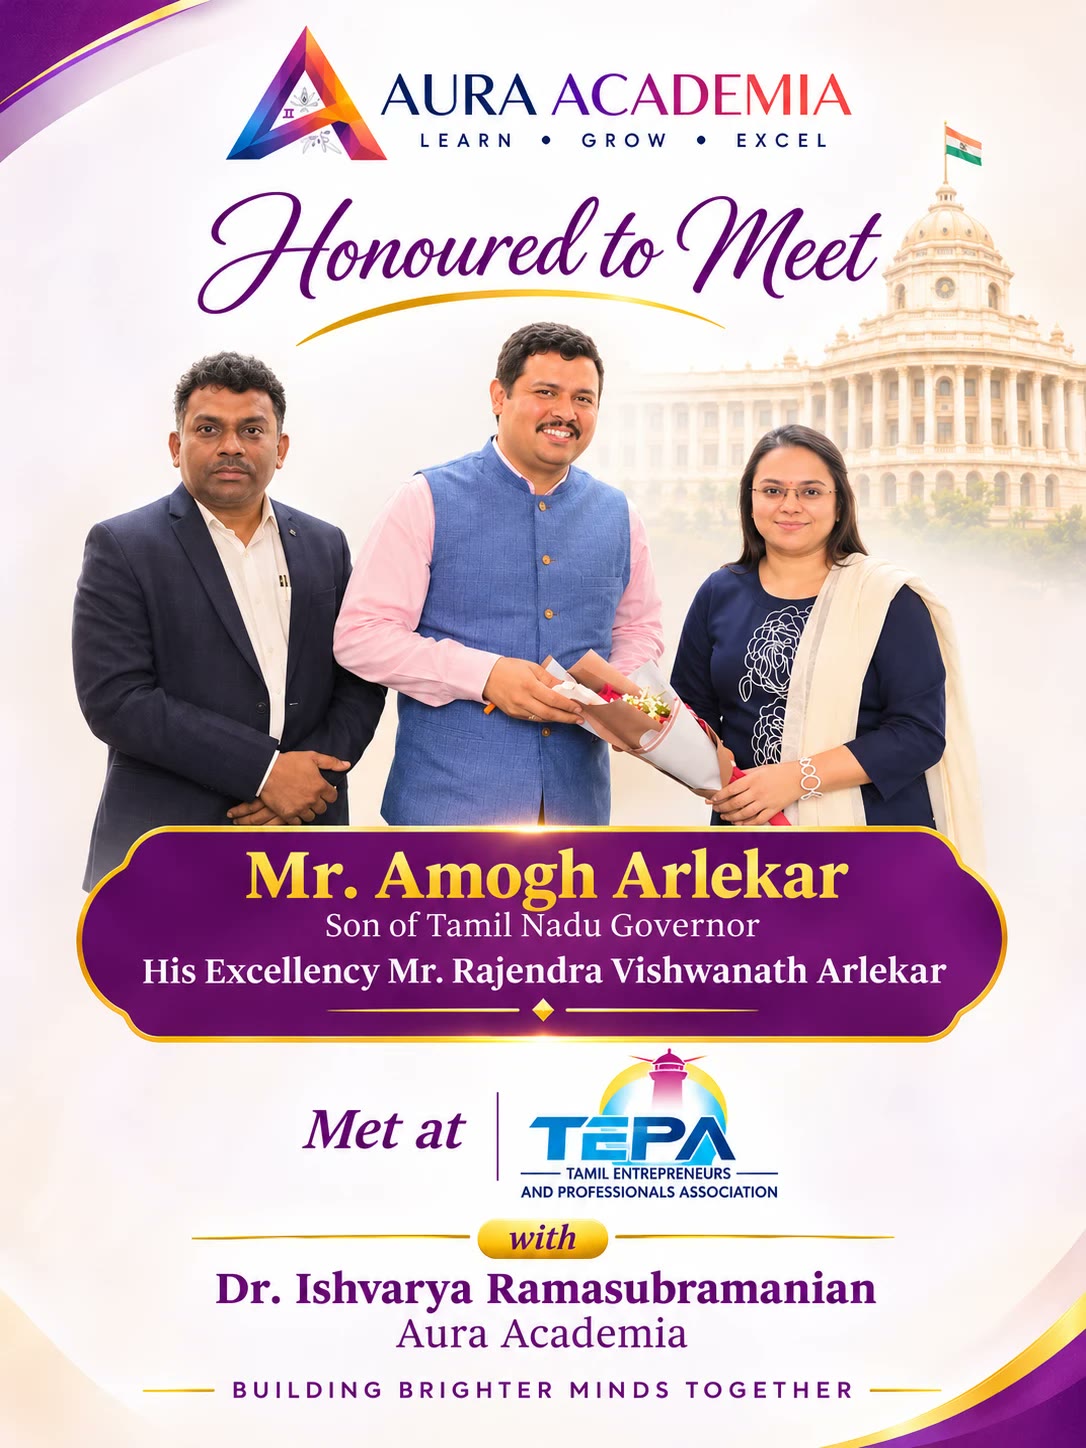 AURA ACADEMIA
LEARN • GROW • EXCEL
Honoured to Meet
Mr. Amogh Arlekar
Son of Tamil Nadu Governor
His Excellency Mr. Rajendra Vishwanath Arlekar
Met at
TEPA
TAMIL ENTREPRENEURS
AND PROFESSIONALS ASSOCIATION
with
Dr. Ishvarya Ramasubramanian
Aura Academia
BUILDING BRIGHTER MINDS TOGETHER